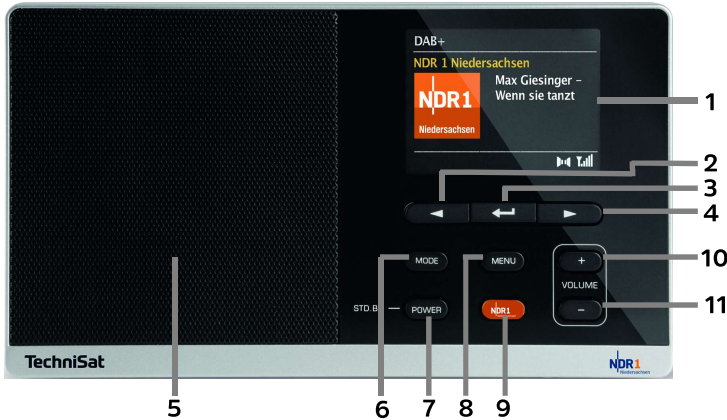 DAB+
NDR 1 Niedersachsen
NDR1
Niedersachsen
Max Giesinger –
Wenn sie tanzt
1
2
3
4
MODE
MENU
+
VOLUME
−
10
11
STD.B
POWER
NDR1
TechniSat
NDR1
Niedersachsen
5
6
7
8
9